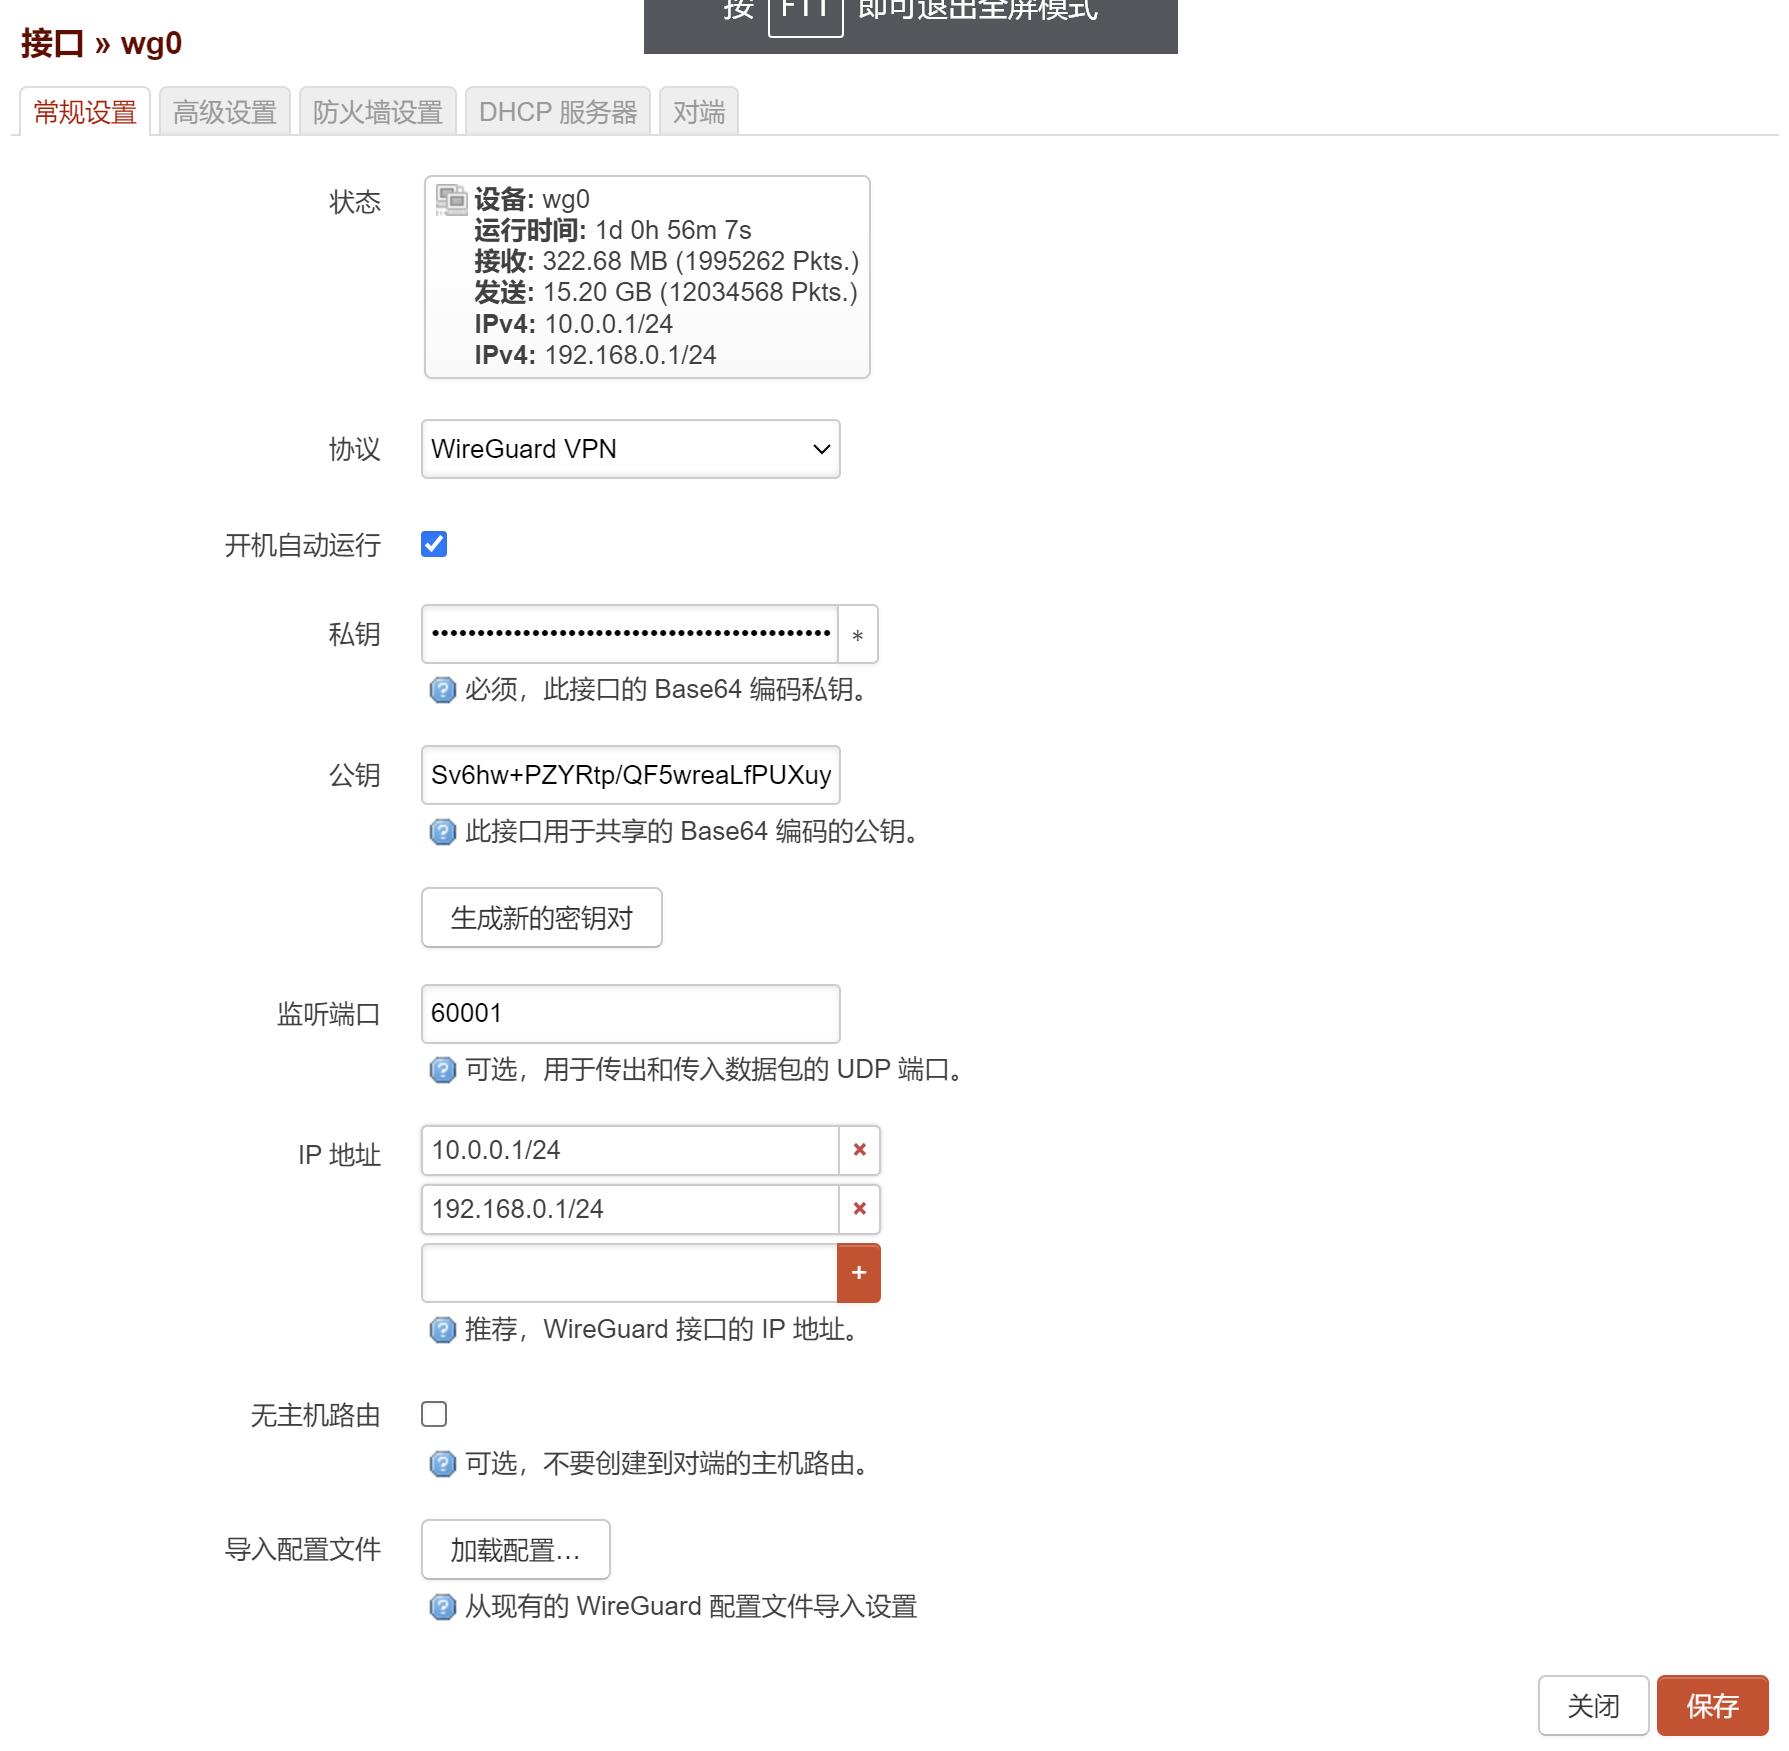 按 F11 即可退出全屏模式
接口 » wg0
常规设置 高级设置 防火墙设置 DHCP 服务器 对端
状态
设备: wg0
运行时间: 1d 0h 56m 7s
接收: 322.68 MB (1995262 Pkts.)
发送: 15.20 GB (12034568 Pkts.)
IPv4: 10.0.0.1/24
IPv4: 192.168.0.1/24
协议 WireGuard VPN
开机自动运行
私钥 ••••••••••••••••••••••••••••••••••••••••••••  *
必须，此接口的 Base64 编码私钥。
公钥 Sv6hw+PZYRtp/QF5wreaLfPUXuy
此接口用于共享的 Base64 编码的公钥。
生成新的密钥对
监听端口 60001
可选，用于传出和传入数据包的 UDP 端口。
IP 地址 10.0.0.1/24 ×
192.168.0.1/24 ×
+
推荐，WireGuard 接口的 IP 地址。
无主机路由
可选，不要创建到对端的主机路由。
导入配置文件 加载配置…
从现有的 WireGuard 配置文件导入设置
关闭 保存